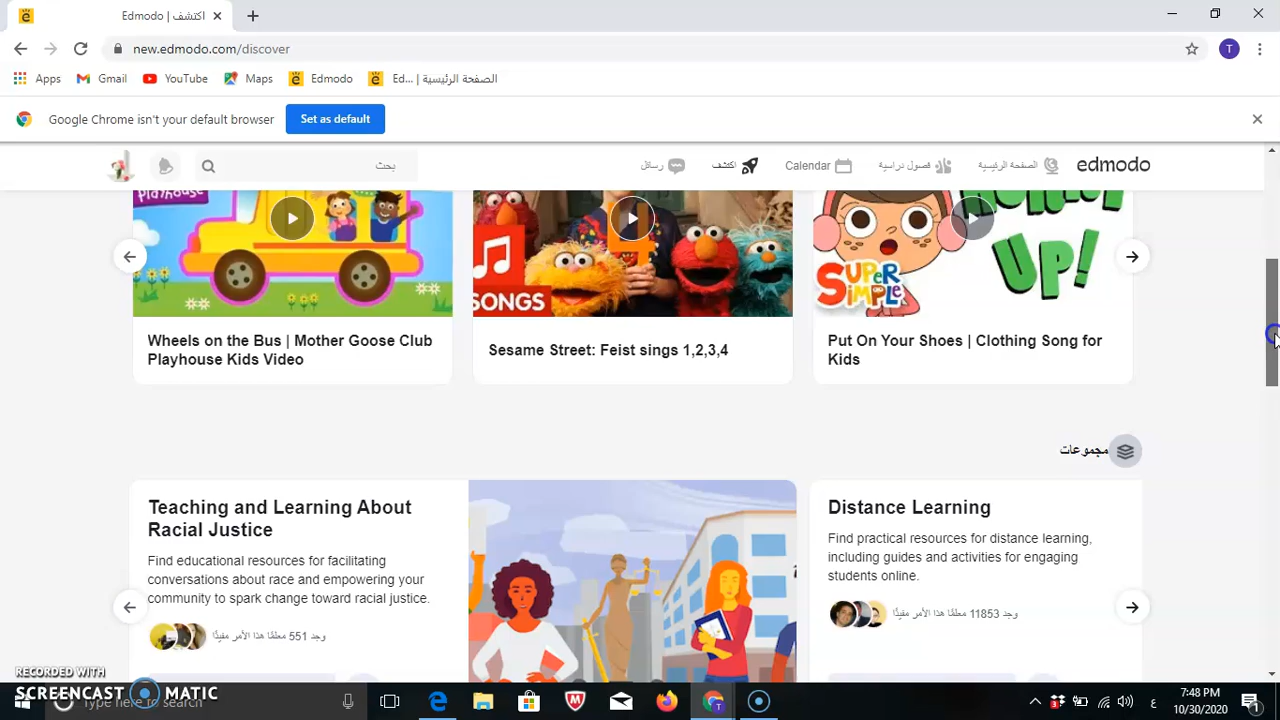 Edmodo | اكتشف
new.edmodo.com/discover
T
Apps
Gmail
YouTube
Maps
Edmodo
Ed... | الصفحة الرئيسية
Google Chrome isn't your default browser
Set as default
بحث
رسائل
اكتشف
Calendar
فصول دراسية
الصفحة الرئيسية
edmodo
PLAYHOUSE
SONGS
SUPER
SIMPLE
UP!
Wheels on the Bus | Mother Goose Club
Playhouse Kids Video
Sesame Street: Feist sings 1,2,3,4
Put On Your Shoes | Clothing Song for
Kids
مجموعات
Teaching and Learning About
Racial Justice
Find educational resources for facilitating
conversations about race and empowering your
community to spark change toward racial justice.
وجد 551 معلمًا هذا الأمر مفيدًا
Distance Learning
Find practical resources for distance learning,
including guides and activities for engaging
students online.
وجد 11853 معلمًا هذا الأمر مفيدًا
RECORDED WITH
SCREENCAST MATIC
Type here to search
ع
7:48 PM
10/30/2020